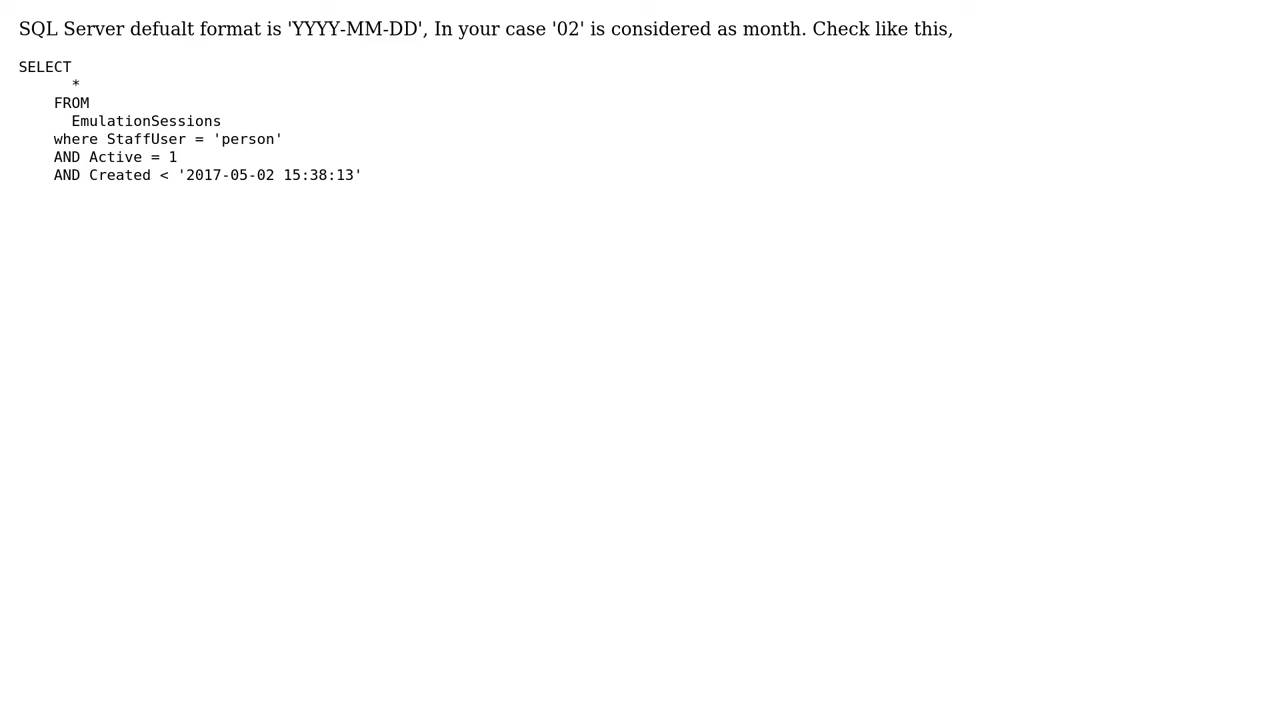 SQL Server defualt format is 'YYYY-MM-DD', In your case '02' is considered as month. Check like this,
SELECT
      *
    FROM
      EmulationSessions
    where StaffUser = 'person'
    AND Active = 1
    AND Created < '2017-05-02 15:38:13'